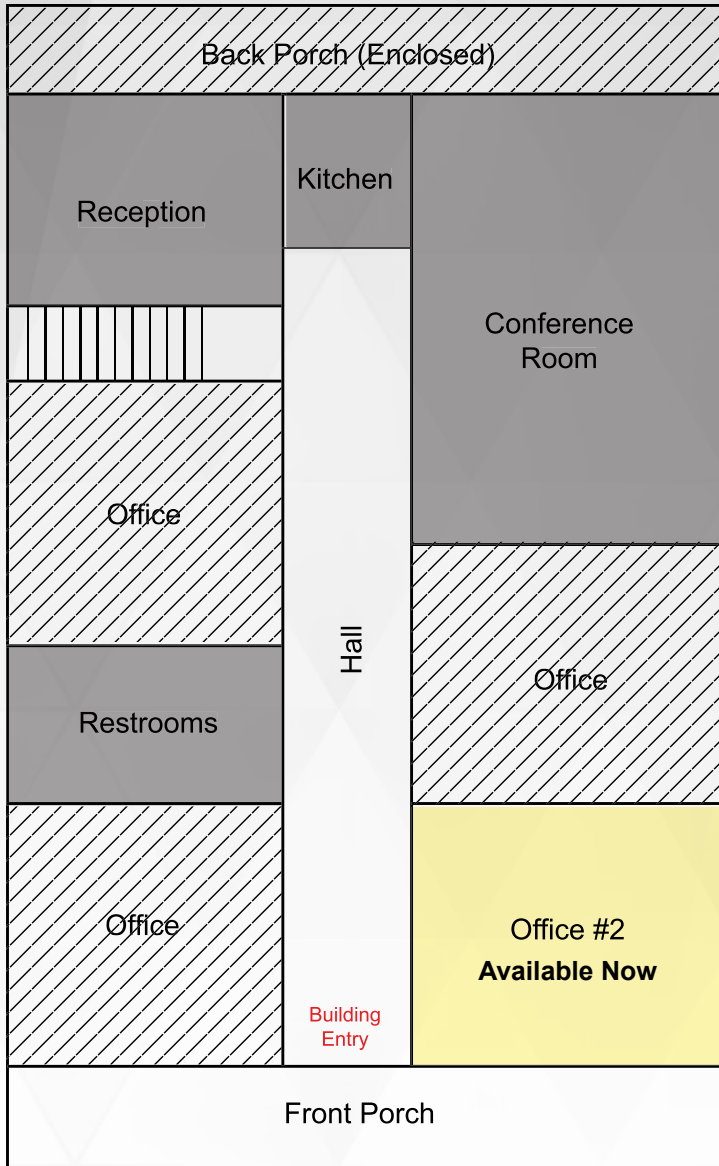 Back Porch (Enclosed)
Kitchen
Reception
Conference
Room
Office
Hall
Office
Restrooms
Office
Office #2
Available Now
Building
Entry
Front Porch